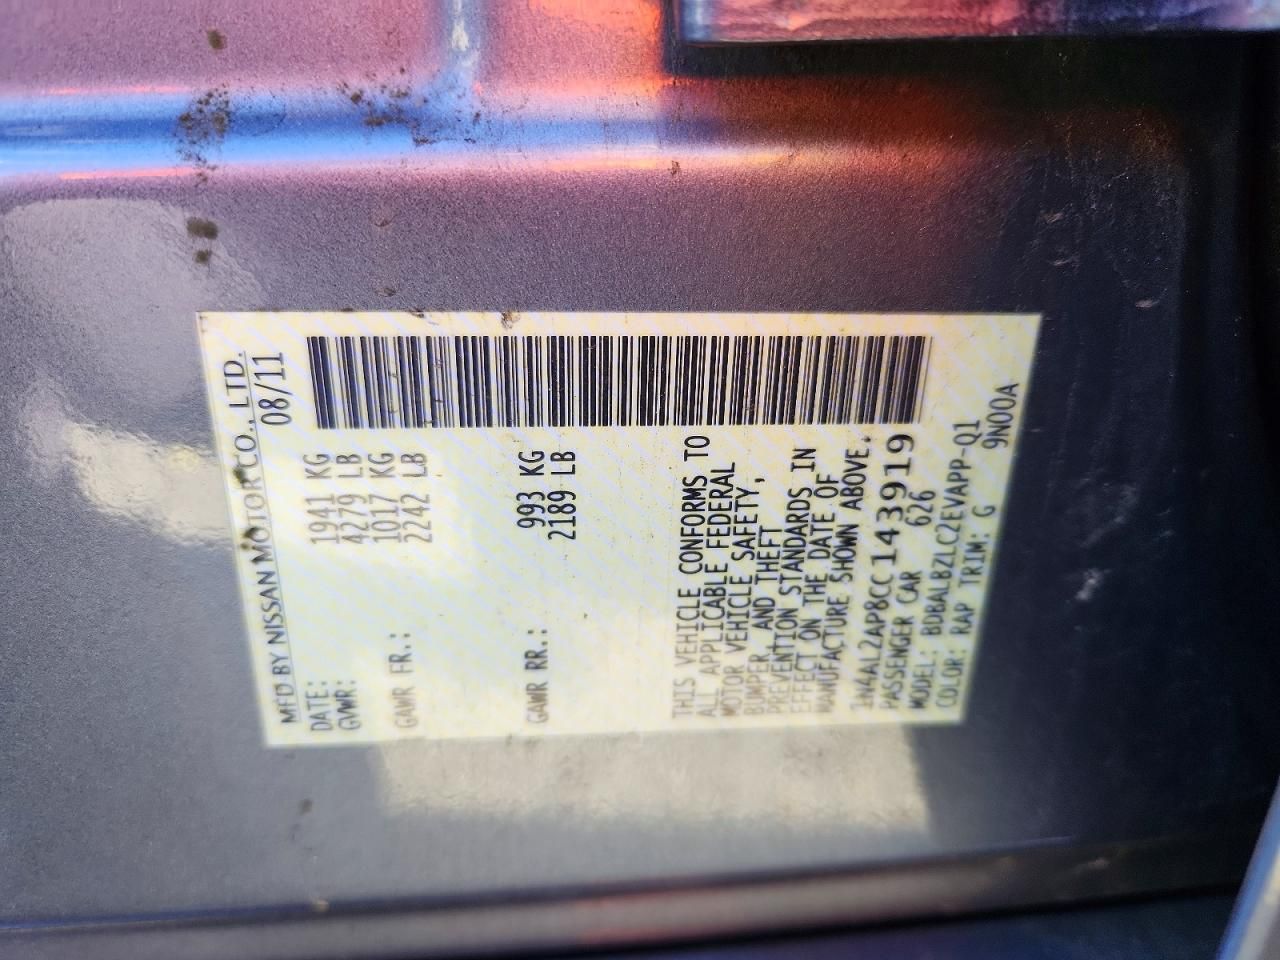 MFD BY NISSAN MOTOR CO., LTD.
DATE: 08/11
GVWR: 1941 KG
4279 LB
GAWR FR.: 1017 KG
2242 LB
GAWR RR.: 993 KG
2189 LB
THIS VEHICLE CONFORMS TO
ALL APPLICABLE FEDERAL
MOTOR VEHICLE SAFETY,
BUMPER AND THEFT
PREVENTION STANDARDS IN
EFFECT ON THE DATE OF
MANUFACTURE SHOWN ABOVE.
1N4AL2AP8CC143919
PASSENGER CAR 626
MODEL: BDBALBZLC2EVAPP-Q1
COLOR: RAP TRIM: G 9N00A